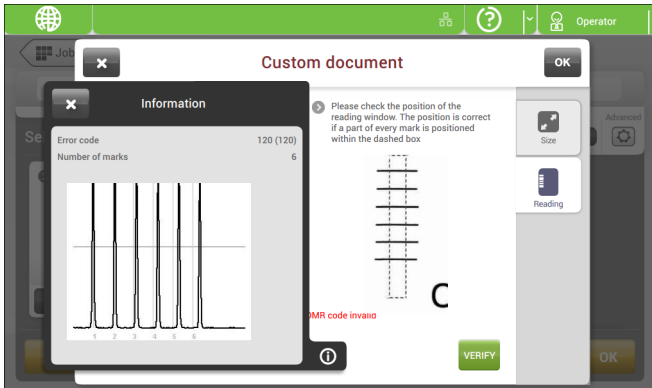 Operator
Job
Custom document
OK
Information
Error code 120 (120)
Number of marks 6
1 2 3 4 5 6
Please check the position of the
reading window. The position is correct
if a part of every mark is positioned
within the dashed box
C
OMR code invalid
VERIFY
Size
Reading
Advanced
Se
OK